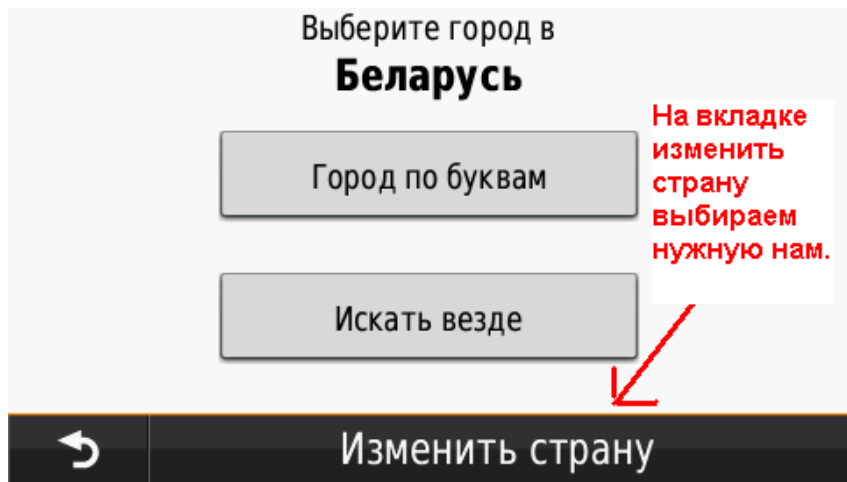 Выберите город в
Беларусь
На вкладке
изменить
страну
выбираем
нужную нам.
Город по буквам
Искать везде
Изменить страну